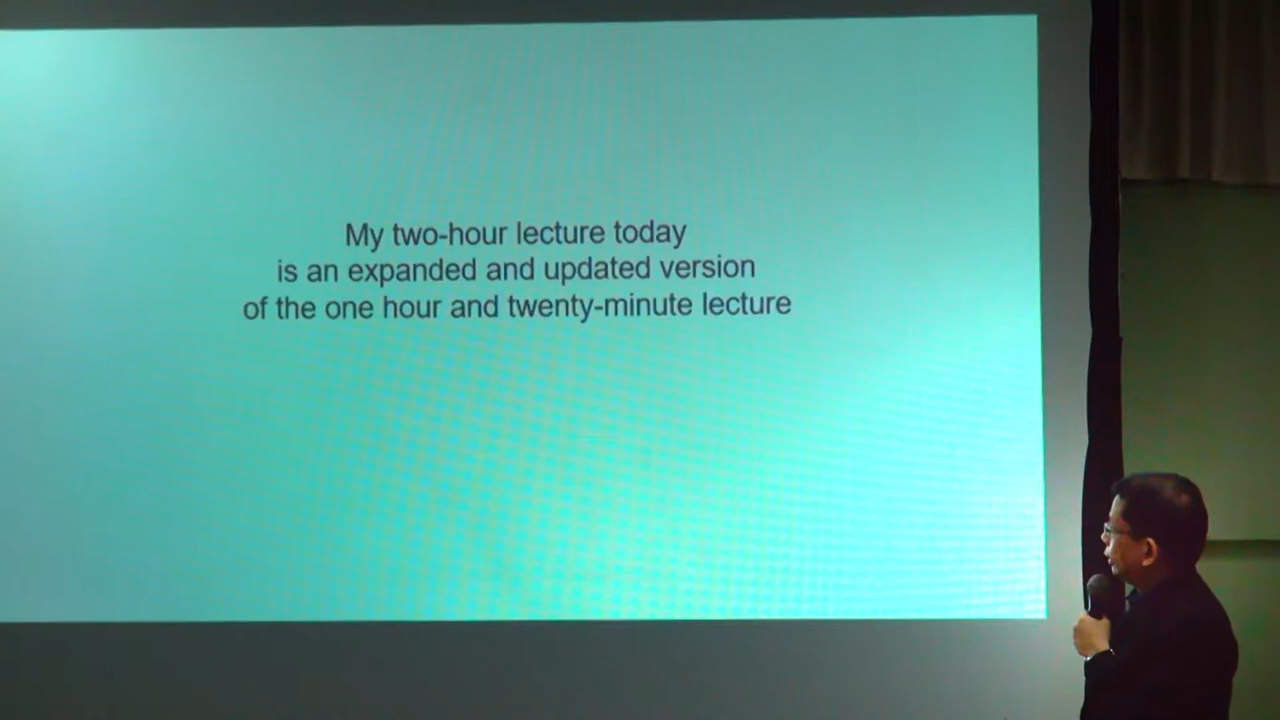 My two-hour lecture today
is an expanded and updated version
of the one hour and twenty-minute lecture